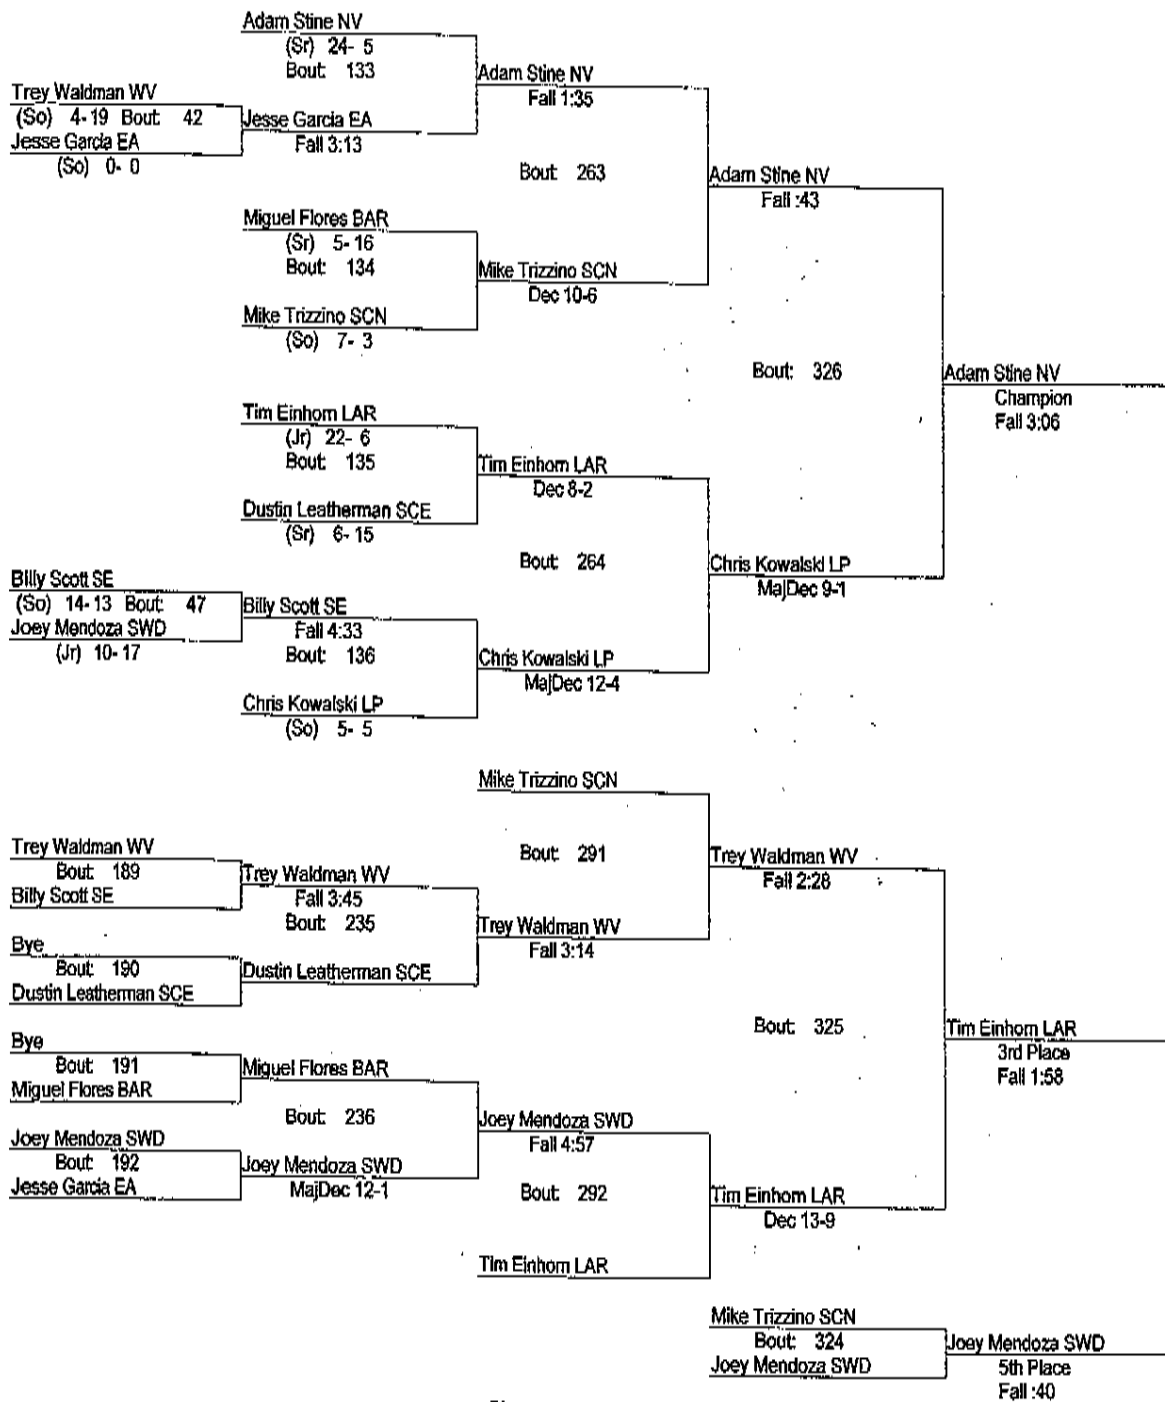 Adam Stine NV
(Sr) 24- 5
Bout: 133
Adam Stine NV
Fall 1:35
Trey Waldman WV
(So) 4-19 Bout: 42
Jesse Garcia EA
Fall 3:13
Jesse Garcia EA
(So) 0- 0
Bout: 263
Adam Stine NV
Fall :43
Miguel Flores BAR
(Sr) 5-16
Bout: 134
Mike Trizzino SCN
Dec 10-6
Mike Trizzino SCN
(So) 7- 3
Bout: 326
Adam Stine NV
Champion
Fall 3:06
Tim Einhorn LAR
(Jr) 22- 6
Bout: 135
Tim Einhorn LAR
Dec 8-2
Dustin Leatherman SCE
(Sr) 6-15
Bout: 264
Chris Kowalski LP
MajDec 9-1
Billy Scott SE
(So) 14-13 Bout: 47
Billy Scott SE
Fall 4:33
Joey Mendoza SWD
(Jr) 10-17
Bout: 136
Chris Kowalski LP
MajDec 12-4
Chris Kowalski LP
(So) 5- 5
Mike Trizzino SCN
Trey Waldman WV
Bout: 189
Billy Scott SE
Trey Waldman WV
Fall 3:45
Bout: 235
Bout: 291
Trey Waldman WV
Fall 2:28
Trey Waldman WV
Fall 3:14
Bye
Bout: 190
Dustin Leatherman SCE
Dustin Leatherman SCE
Bout: 325
Tim Einhorn LAR
3rd Place
Fall 1:58
Bye
Bout: 191
Miguel Flores BAR
Miguel Flores BAR
Bout: 236
Joey Mendoza SWD
Fall 4:57
Joey Mendoza SWD
Bout: 192
Jesse Garcia EA
Joey Mendoza SWD
MajDec 12-1
Bout: 292
Tim Einhorn LAR
Dec 13-9
Tim Einhorn LAR
Mike Trizzino SCN
Bout: 324
Joey Mendoza SWD
Joey Mendoza SWD
5th Place
Fall :40